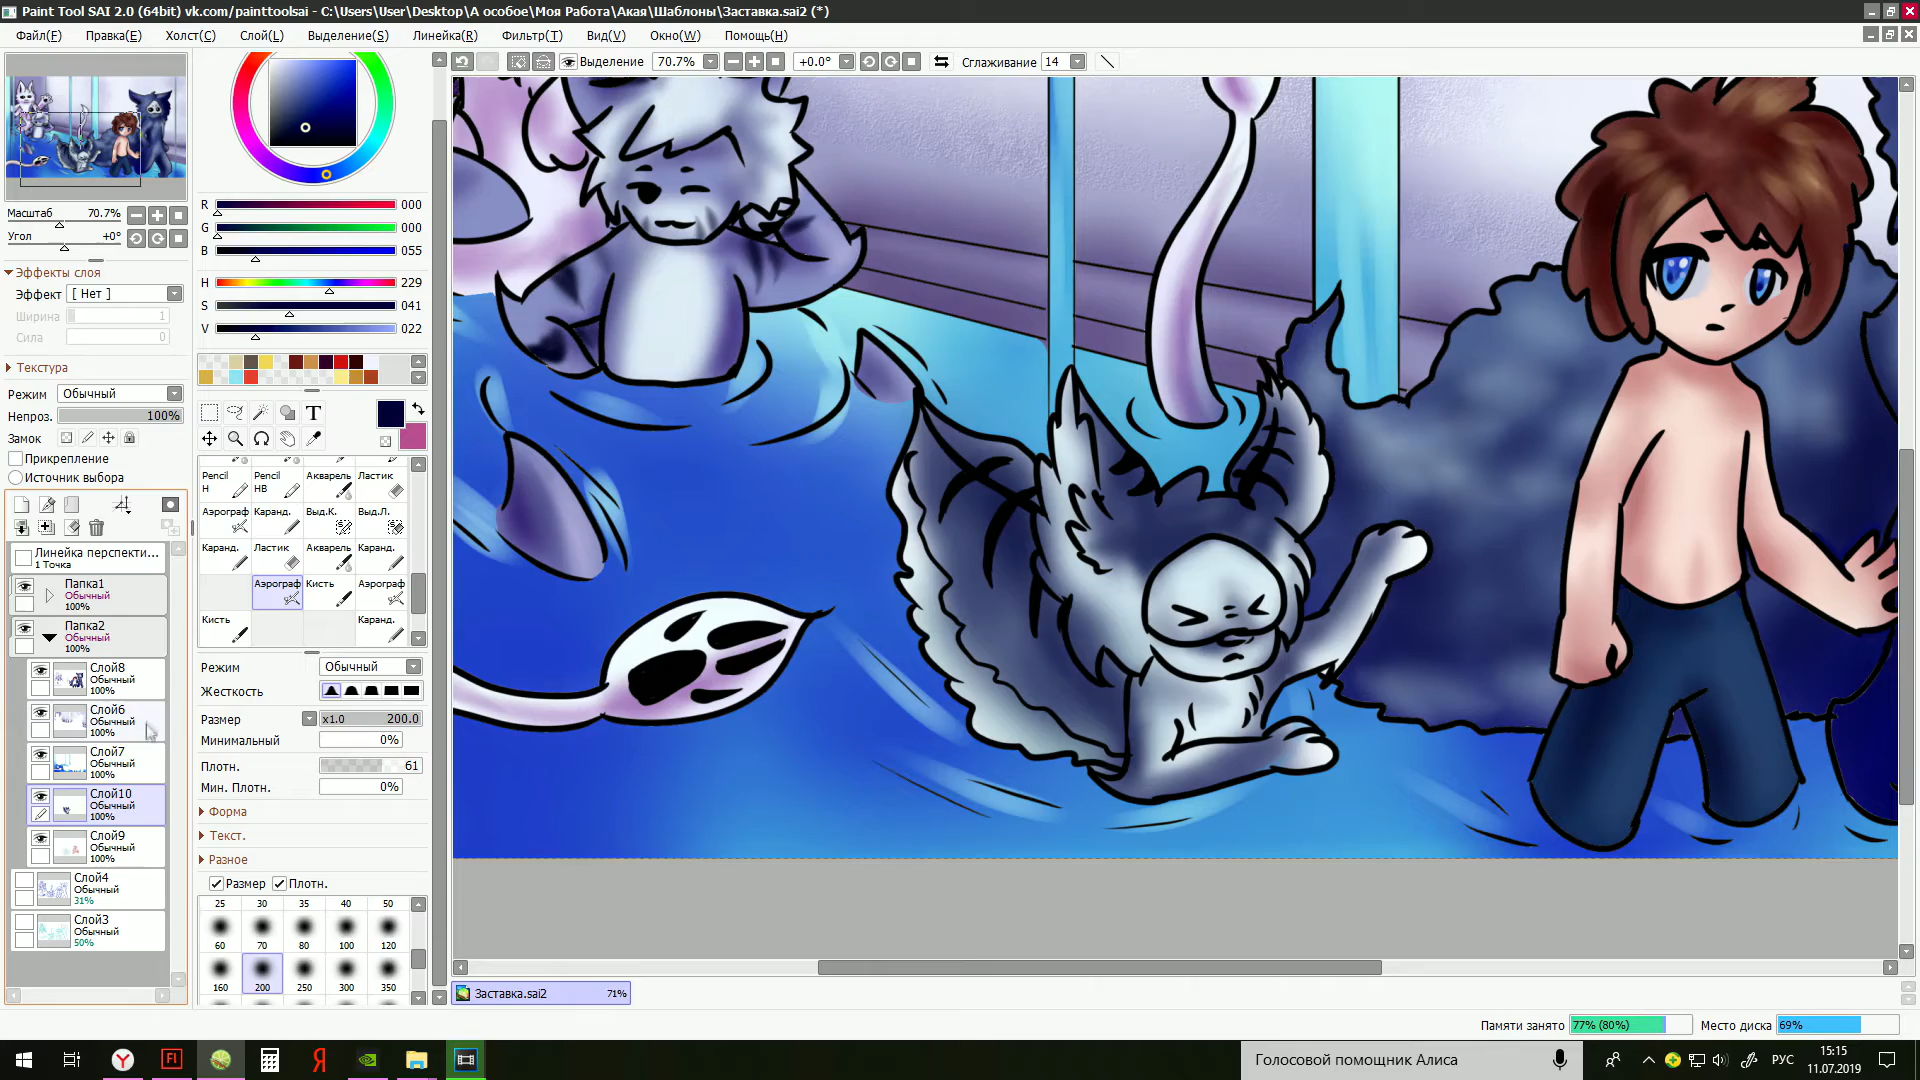 Paint Tool SAI 2.0 (64bit) vk.com/painttoolsai - C:\Users\User\Desktop\А особое\Моя Работа\Акая\Шаблоны\Заставка.sai2 (*)
Файл(F) Правка(E) Холст(C) Слой(L) Выделение(S) Линейка(R) Фильтр(T) Вид(V) Окно(W) Помощь(H)
Выделение 70.7% +0.0° Сглаживание 14
Масштаб 70.7%
Угол +0°
Эффекты слоя
Эффект [ Нет ]
Ширина 1
Сила 0
Текстура
Режим Обычный
Непроз. 100%
Замок
Прикрепление
Источник выбора
Линейка перспекти...
1 Точка
Папка1
Обычный
100%
Папка2
Обычный
100%
Слой8
Обычный
100%
Слой6
Обычный
100%
Слой7
Обычный
100%
Слой10
Обычный
100%
Слой9
Обычный
100%
Слой4
Обычный
31%
Слой3
Обычный
50%
R 000
G 000
B 055
H 229
S 041
V 022
T
Pencil H Pencil HB Акварель Ластик
Аэрограф Каранд. Выд.К. Выд.Л.
Каранд. Ластик Акварель Каранд.
Аэрограф Кисть Аэрограф
Кисть Каранд.
Режим Обычный
Жесткость
Размер x1.0 200.0
Минимальный 0%
Плотн. 61
Мин. Плотн. 0%
Форма
Текст.
Разное
Размер Плотн.
25 30 35 40 50
60 70 80 100 120
160 200 250 300 350
Заставка.sai2 71%
Памяти занято 77% (80%) Место диска 69%
Y Fl Я
Голосовой помощник Алиса
РУС
15:15
11.07.2019